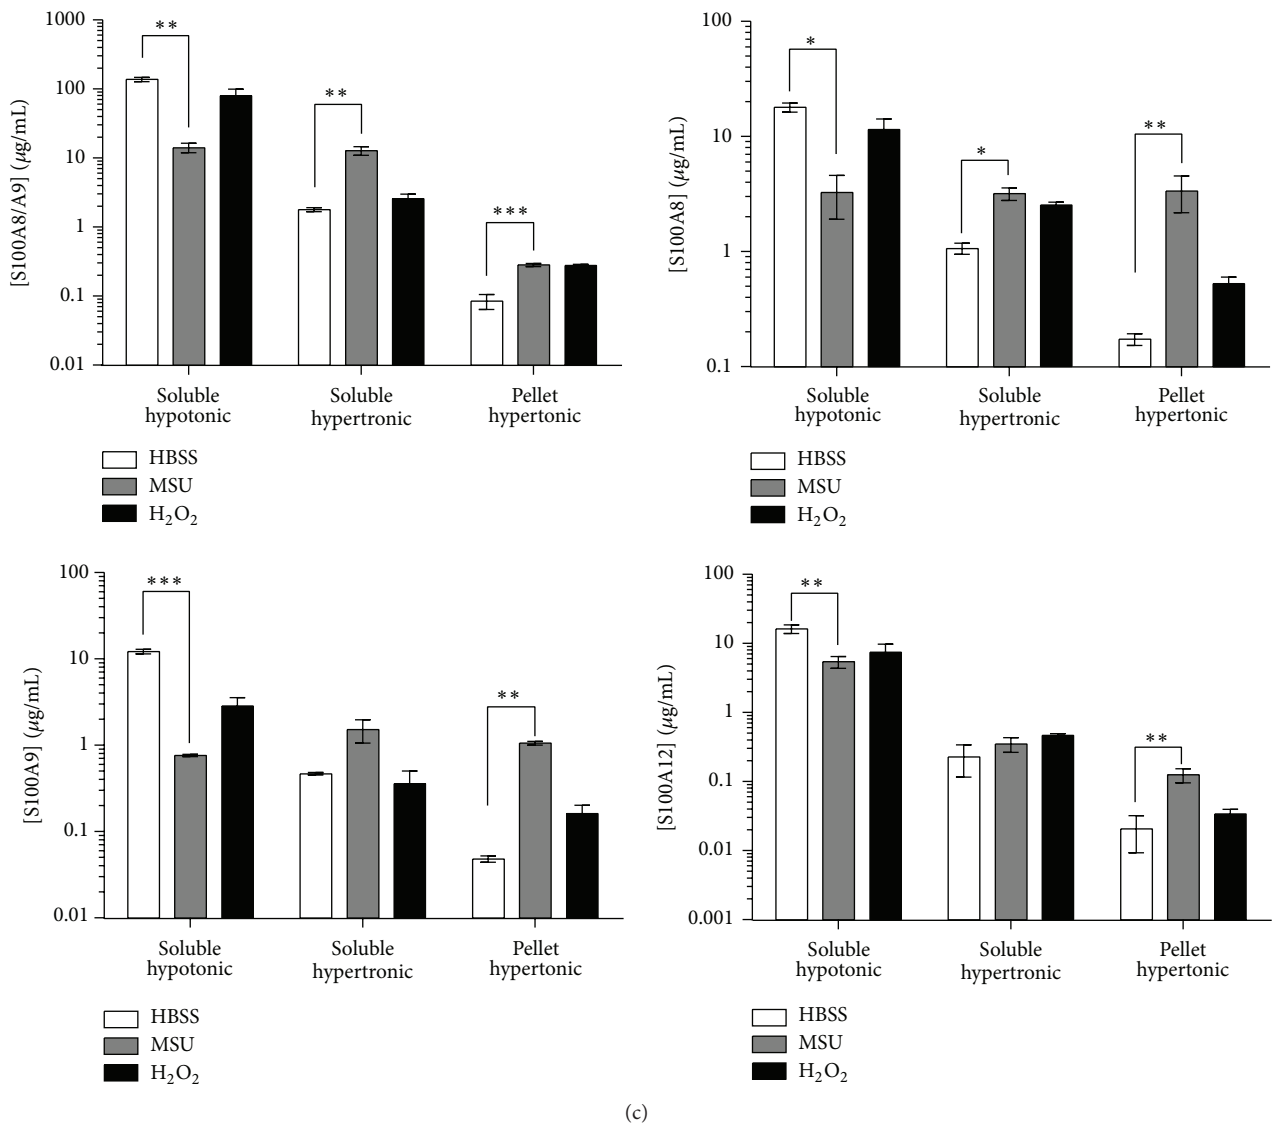 [S100A8/A9] (μg/mL)
1000
100
10
1
0.1
0.01
**
**
***
Soluble
hypotonic
Soluble
hypertronic
Pellet
hypertonic
HBSS
MSU
H₂O₂
[S100A8] (μg/mL)
100
10
1
0.1
*
*
**
Soluble
hypotonic
Soluble
hypertronic
Pellet
hypertonic
HBSS
MSU
H₂O₂
[S100A9] (μg/mL)
100
10
1
0.1
0.01
***
**
Soluble
hypotonic
Soluble
hypertronic
Pellet
hypertonic
HBSS
MSU
H₂O₂
[S100A12] (μg/mL)
100
10
1
0.1
0.01
0.001
**
**
Soluble
hypotonic
Soluble
hypertronic
Pellet
hypertonic
HBSS
MSU
H₂O₂
(c)